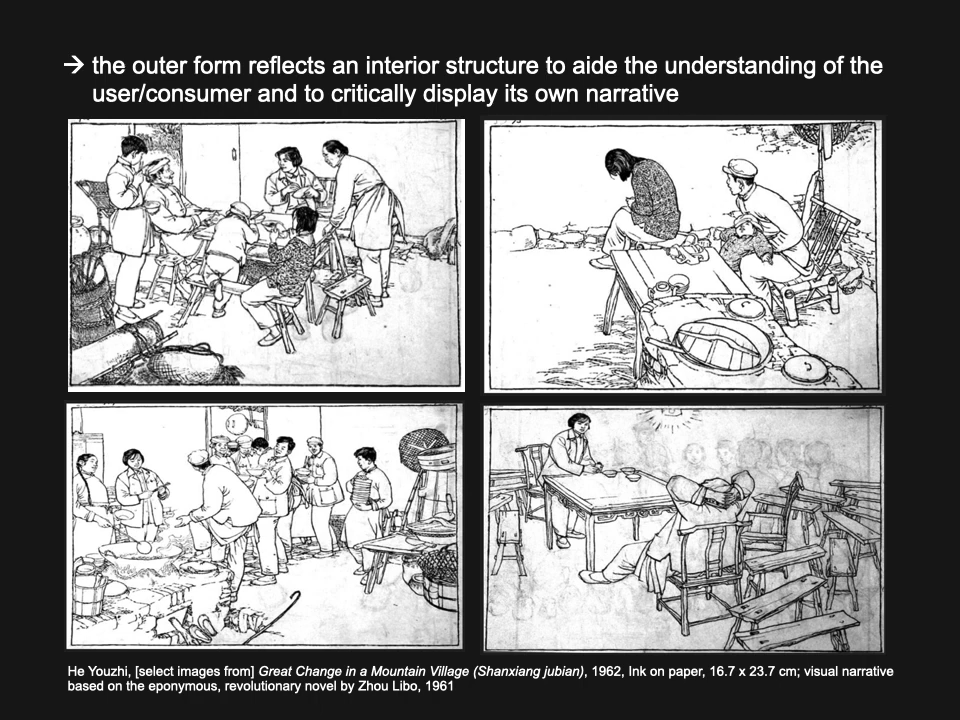 → the outer form reflects an interior structure to aide the understanding of the
user/consumer and to critically display its own narrative
He Youzhi, [select images from] Great Change in a Mountain Village (Shanxiang jubian), 1962, Ink on paper, 16.7 x 23.7 cm; visual narrative
based on the eponymous, revolutionary novel by Zhou Libo, 1961